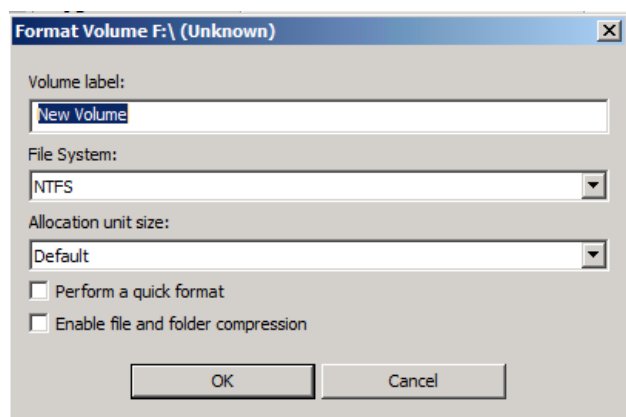 Format Volume F:\ (Unknown)
Volume label:
New Volume
File System:
NTFS
Allocation unit size:
Default
Perform a quick format
Enable file and folder compression
OK
Cancel